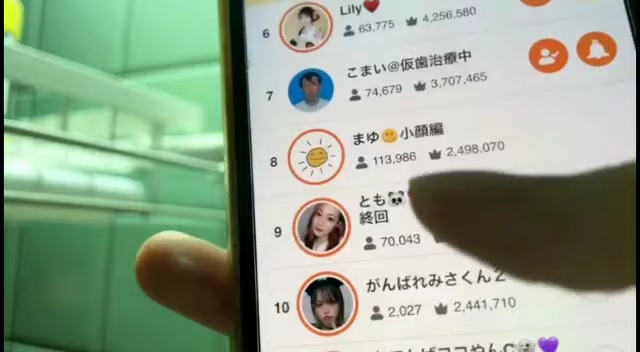 6 Lily❤️
63,775 4,256,580
7 こまい@仮歯治療中
74,679 3,707,465
8 まゆ🌞小顔編
113,986 2,498,070
9 とも🐼
終回
70,043
10 がんばれみさくん2
2,027 2,441,710